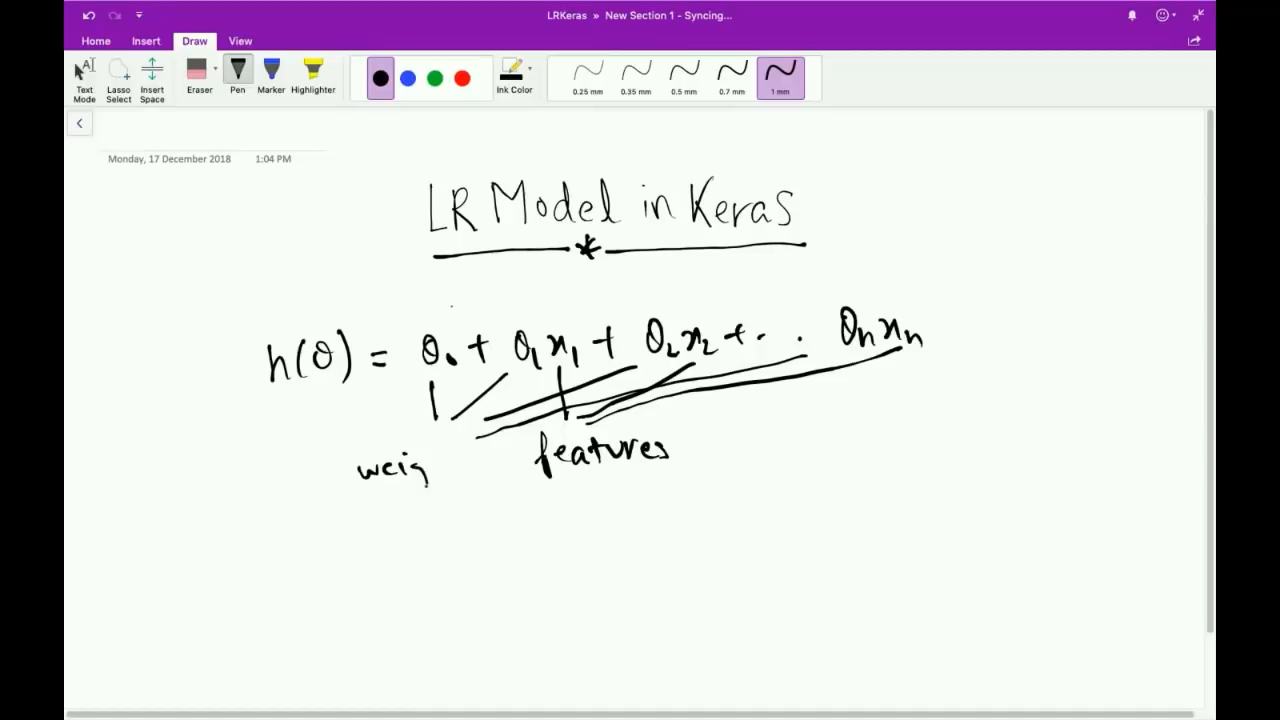 LRKeras » New Section 1 - Syncing...
Home Insert Draw View
Text Mode Lasso Select Insert Space Eraser Pen Marker Highlighter Ink Color 0.25 mm 0.35 mm 0.5 mm 0.7 mm 1 mm
Monday, 17 December 2018 1:04 PM
LR Model in Keras
h(θ) = θ₀ + θ₁x₁ + θ₂x₂ + . . θₙxₙ
weig features